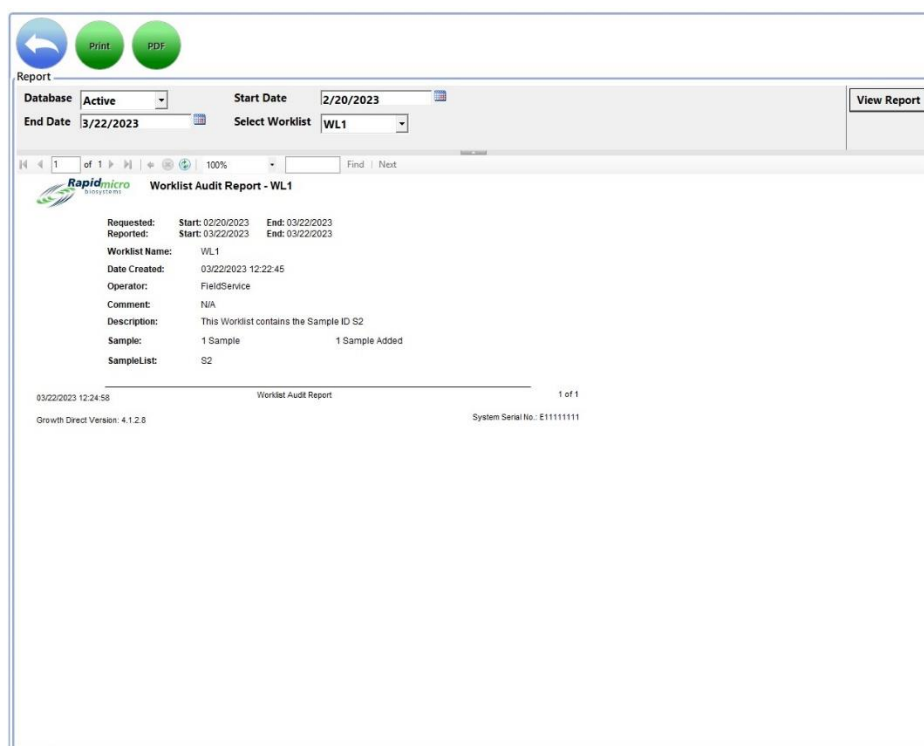 Print PDF
Report
Database Active Start Date 2/20/2023 View Report
End Date 3/22/2023 Select Worklist WL1
1 of 1 100% Find | Next
Rapidmicro biosystems Worklist Audit Report - WL1
Requested: Start: 02/20/2023 End: 03/22/2023
Reported: Start: 03/22/2023 End: 03/22/2023
Worklist Name: WL1
Date Created: 03/22/2023 12:22:45
Operator: FieldService
Comment: N/A
Description: This Worklist contains the Sample ID S2
Sample: 1 Sample 1 Sample Added
SampleList: S2
03/22/2023 12:24:58 Worklist Audit Report 1 of 1
Growth Direct Version: 4.1.2.8 System Serial No.: E11111111